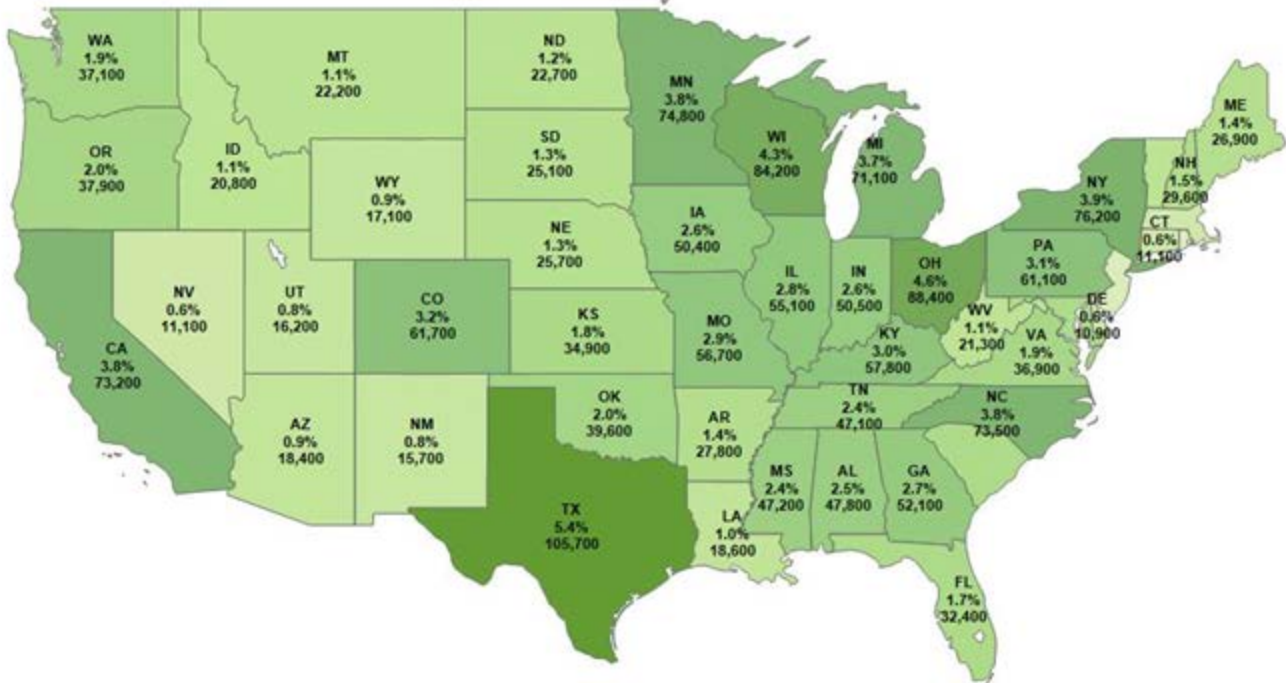 WA
1.9%
37,100
MT
1.1%
22,200
ND
1.2%
22,700
MN
3.8%
74,800
OR
2.0%
37,900
ID
1.1%
20,800
WY
0.9%
17,100
SD
1.3%
25,100
WI
4.3%
84,200
MI
3.7%
71,100
ME
1.4%
26,900
NH
1.5%
29,600
NY
3.9%
76,200
CT
0.6%
11,100
NE
1.3%
25,700
IA
2.6%
50,400
PA
3.1%
61,100
CA
3.8%
73,200
NV
0.6%
11,100
UT
0.8%
16,200
CO
3.2%
61,700
KS
1.8%
34,900
MO
2.9%
56,700
IL
2.8%
55,100
IN
2.6%
50,500
OH
4.6%
88,400
WV
1.1%
21,300
DE
0.6%
10,900
KY
3.0%
57,800
VA
1.9%
36,900
AZ
0.9%
18,400
NM
0.8%
15,700
OK
2.0%
39,600
AR
1.4%
27,800
TN
2.4%
47,100
NC
3.8%
73,500
TX
5.4%
105,700
LA
1.0%
18,600
MS
2.4%
47,200
AL
2.5%
47,800
GA
2.7%
52,100
FL
1.7%
32,400